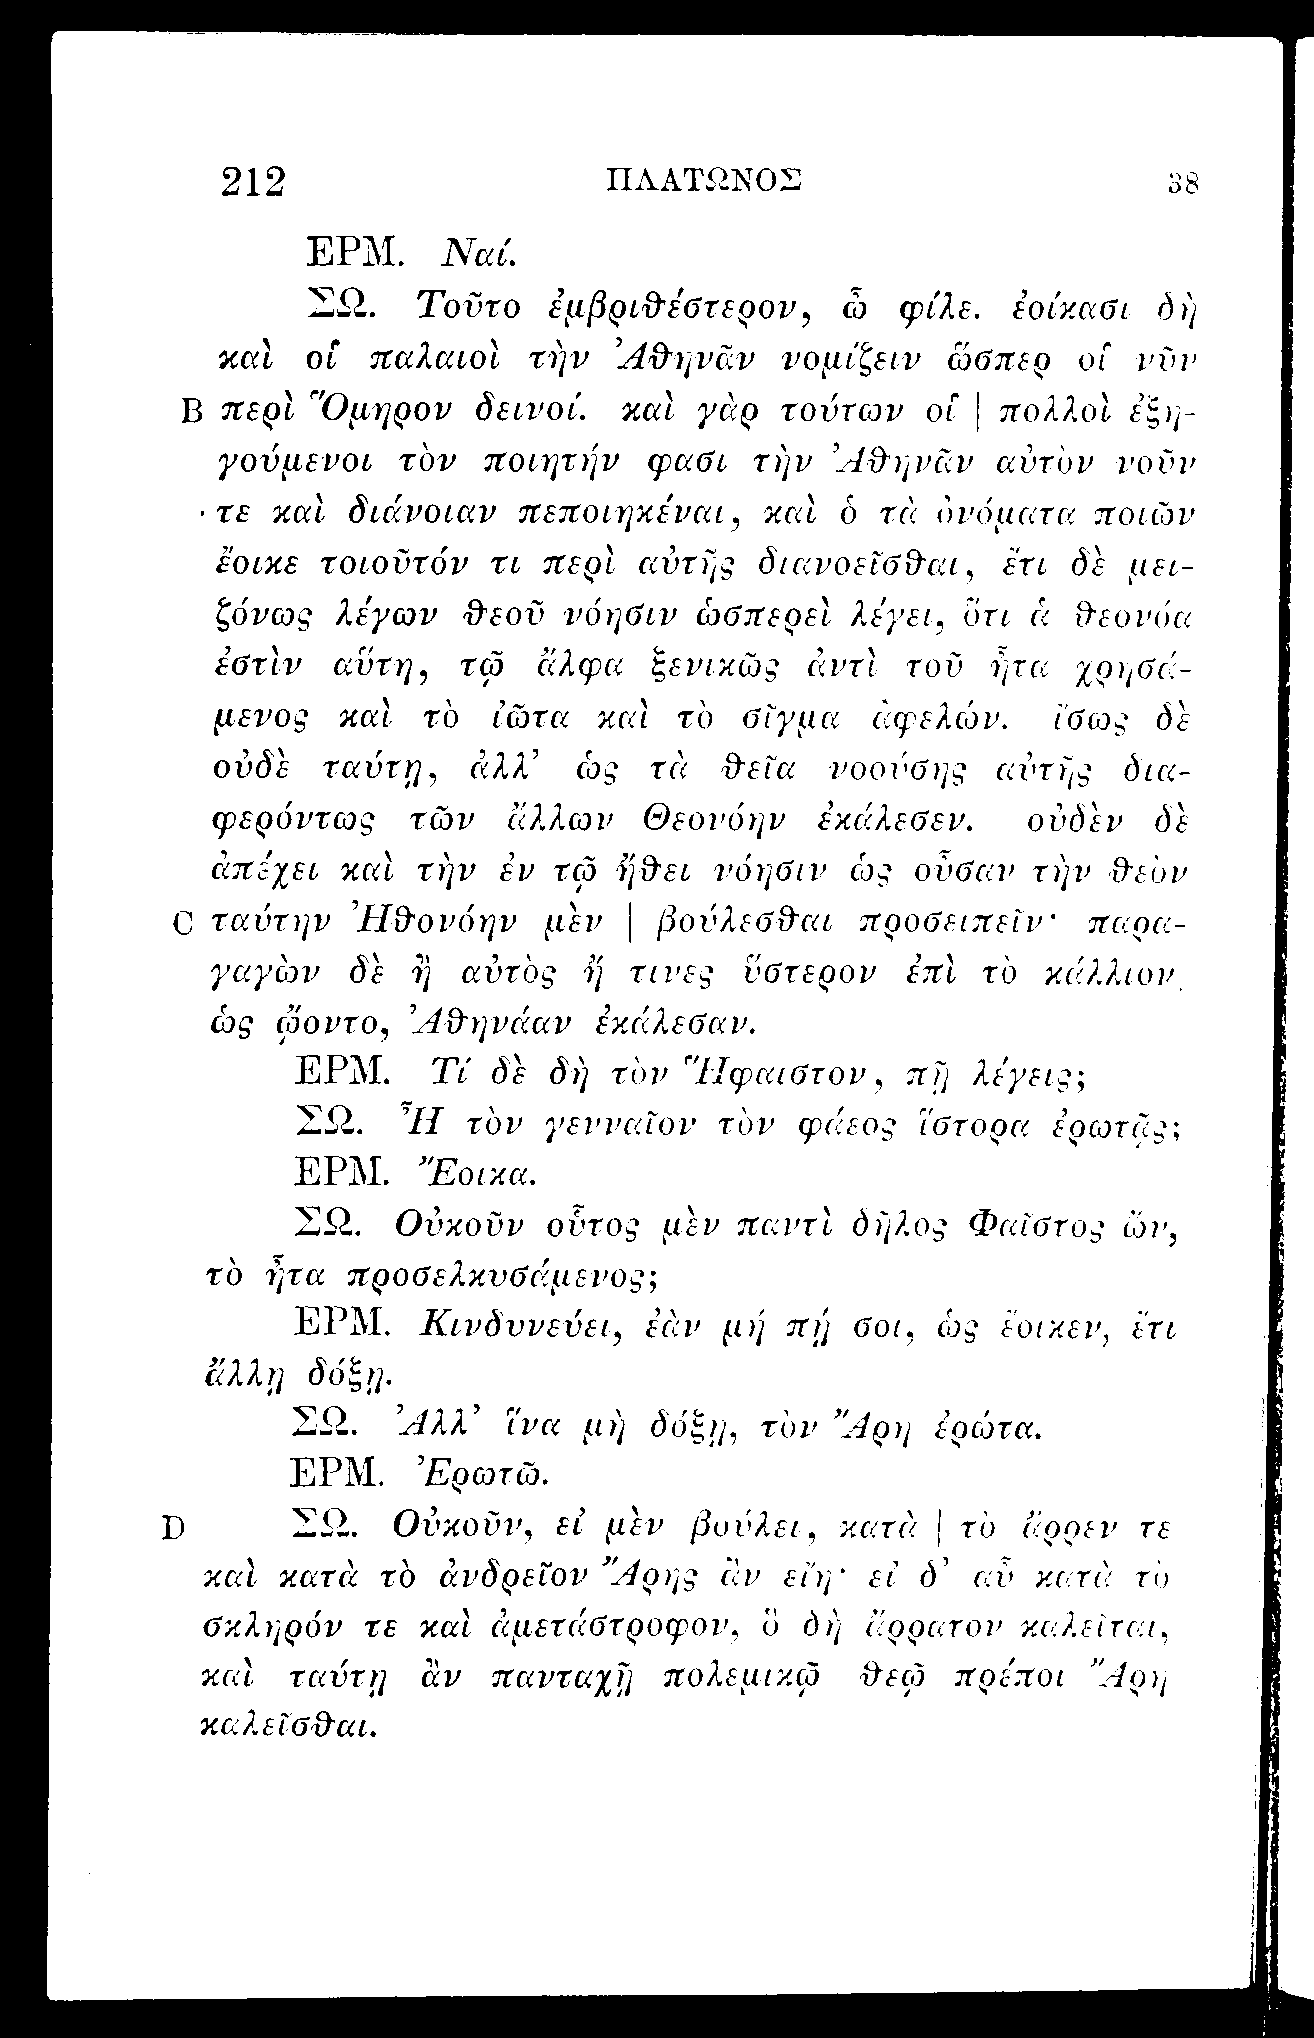 212 ΠΛΑΤΩΝΟΣ 38
ΕΡΜ. Ναί.
ΣΩ. Τοῦτο ἐμβριθέστερον, ὦ φίλε. ἐοίκασι δὴ
καὶ οἱ παλαιοὶ τὴν Ἀθηνᾶν νομίζειν ὥσπερ οἱ νῦν
B περὶ Ὅμηρον δεινοί. καὶ γὰρ τούτων οἱ | πολλοὶ ἐξη-
γούμενοι τὸν ποιητήν φασι τὴν Ἀθηνᾶν αὐτὸν νοῦν
τε καὶ διάνοιαν πεποιηκέναι, καὶ ὁ τὰ ὀνόματα ποιῶν
ἔοικε τοιοῦτόν τι περὶ αὐτῆς διανοεῖσθαι, ἔτι δὲ μει-
ζόνως λέγων θεοῦ νόησιν ὡσπερεὶ λέγει, ὅτι ἁ θεονόα
ἐστὶν αὕτη, τῷ ἄλφα ξενικῶς ἀντὶ τοῦ ἦτα χρησά-
μενος καὶ τὸ ἰῶτα καὶ τὸ σῖγμα ἀφελών. ἴσως δὲ
οὐδὲ ταύτῃ, ἀλλ’ ὡς τὰ θεῖα νοούσης αὐτῆς δια-
φερόντως τῶν ἄλλων Θεονόην ἐκάλεσεν. οὐδὲν δὲ
ἀπέχει καὶ τὴν ἐν τῷ ἤθει νόησιν ὡς οὖσαν τὴν θεὸν
C ταύτην Ἠθονόην μὲν | βούλεσθαι προσειπεῖν· παρα-
γαγὼν δὲ ἢ αὐτὸς ἤ τινες ὕστερον ἐπὶ τὸ κάλλιον
ὡς ᾤοντο, Ἀθηνάαν ἐκάλεσαν.
ΕΡΜ. Τί δὲ δὴ τὸν Ἥφαιστον, πῇ λέγεις;
ΣΩ. Ἦ τὸν γενναῖον τὸν φάεος ἵστορα ἐρωτᾷς;
ΕΡΜ. Ἔοικα.
ΣΩ. Οὐκοῦν οὗτος μὲν παντὶ δῆλος Φαῖστος ὤν,
τὸ ἦτα προσελκυσάμενος;
ΕΡΜ. Κινδυνεύει, ἐὰν μή πῄ σοι, ὡς ἔοικεν, ἔτι
ἄλλῃ δόξῃ.
ΣΩ. Ἀλλ’ ἵνα μὴ δόξῃ, τὸν Ἄρη ἐρώτα.
ΕΡΜ. Ἐρωτῶ.
D ΣΩ. Οὐκοῦν, εἰ μὲν βούλει, κατὰ | τὸ ἄρρεν τε
καὶ κατὰ τὸ ἀνδρεῖον Ἄρης ἂν εἴη· εἰ δ’ αὖ κατὰ τὸ
σκληρόν τε καὶ ἀμετάστροφον, ὃ δὴ ἄρρατον καλεῖται,
καὶ ταύτῃ ἂν πανταχῇ πολεμικῷ θεῷ πρέποι Ἄρη
καλεῖσθαι.